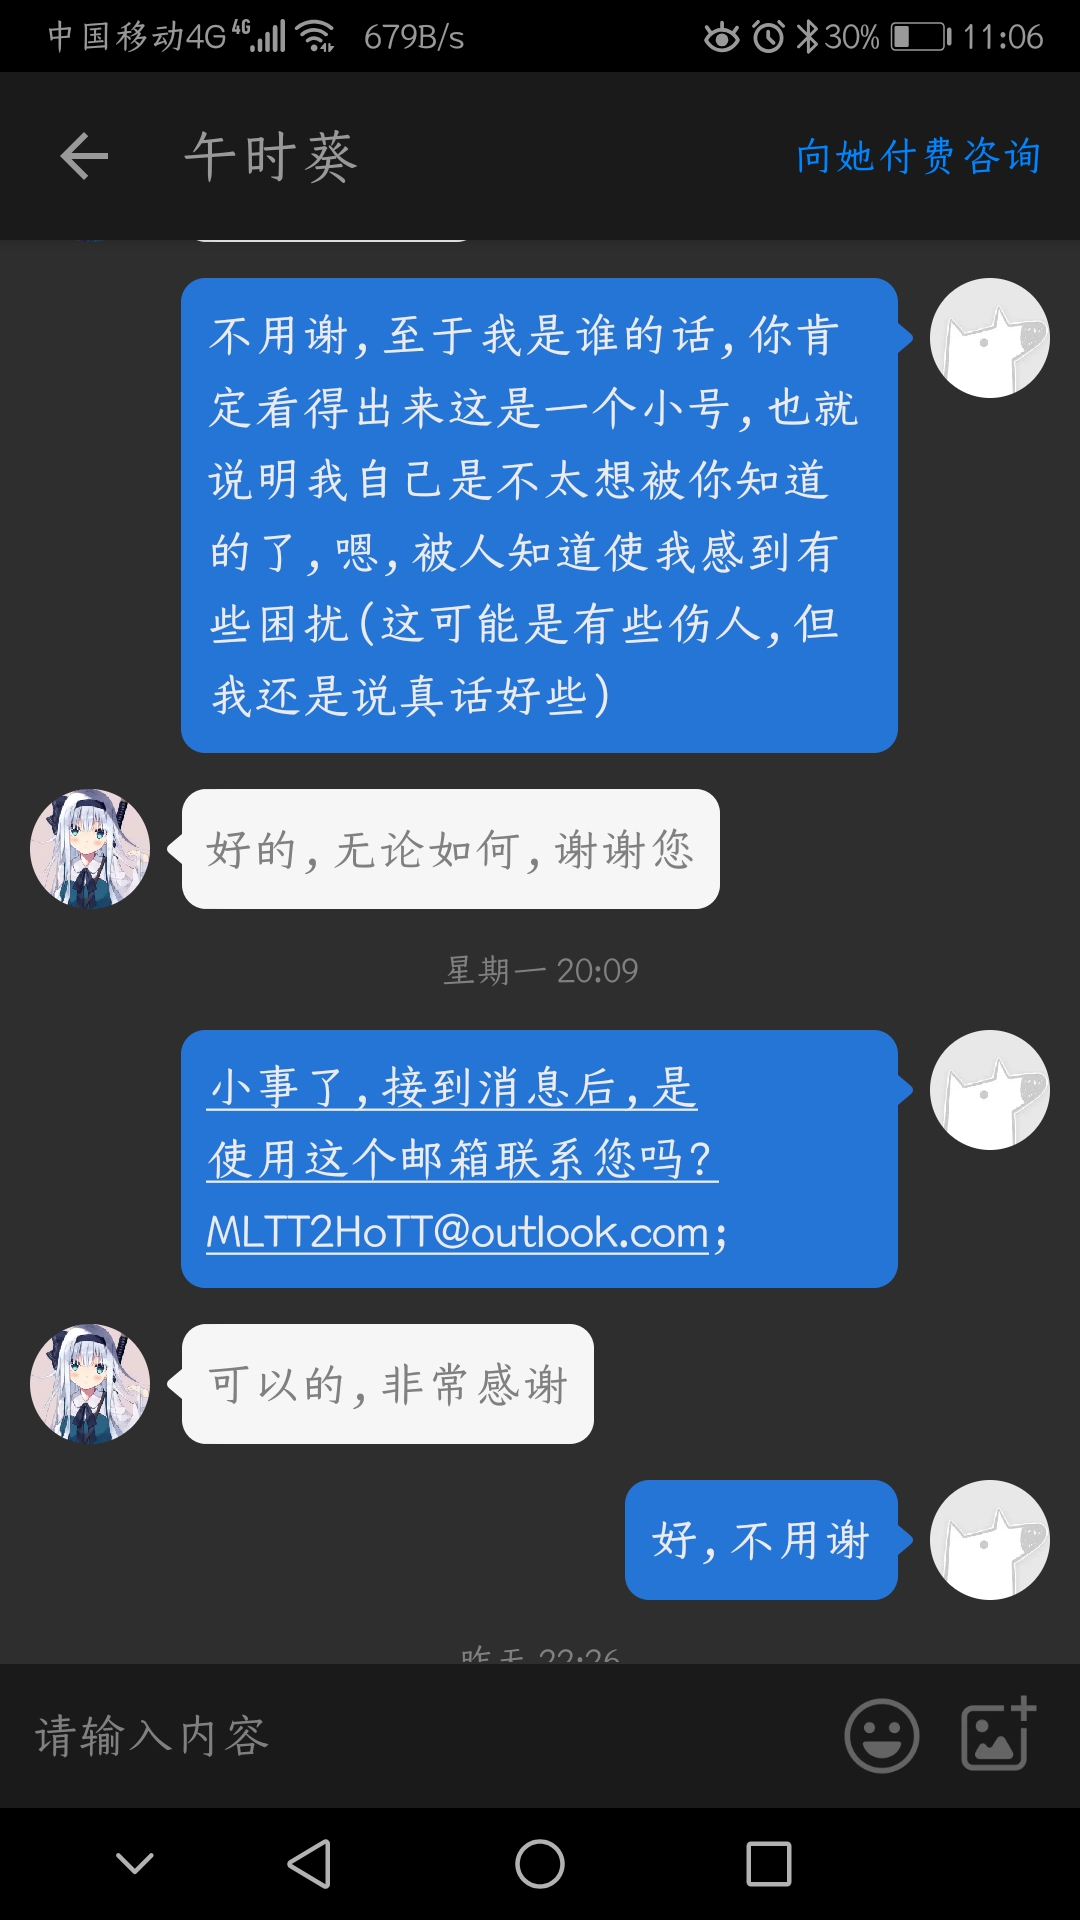 中国移动4G 4G 679B/s 30% 11:06
午时葵 向她付费咨询
不用谢,至于我是谁的话,你肯
定看得出来这是一个小号,也就
说明我自己是不太想被你知道
的了,嗯,被人知道使我感到有
些困扰(这可能是有些伤人,但
我还是说真话好些)
好的,无论如何,谢谢您
星期一 20:09
小事了,接到消息后,是
使用这个邮箱联系您吗?
MLTT2HoTT@outlook.com;
可以的,非常感谢
好,不用谢
昨天 22:26
请输入内容